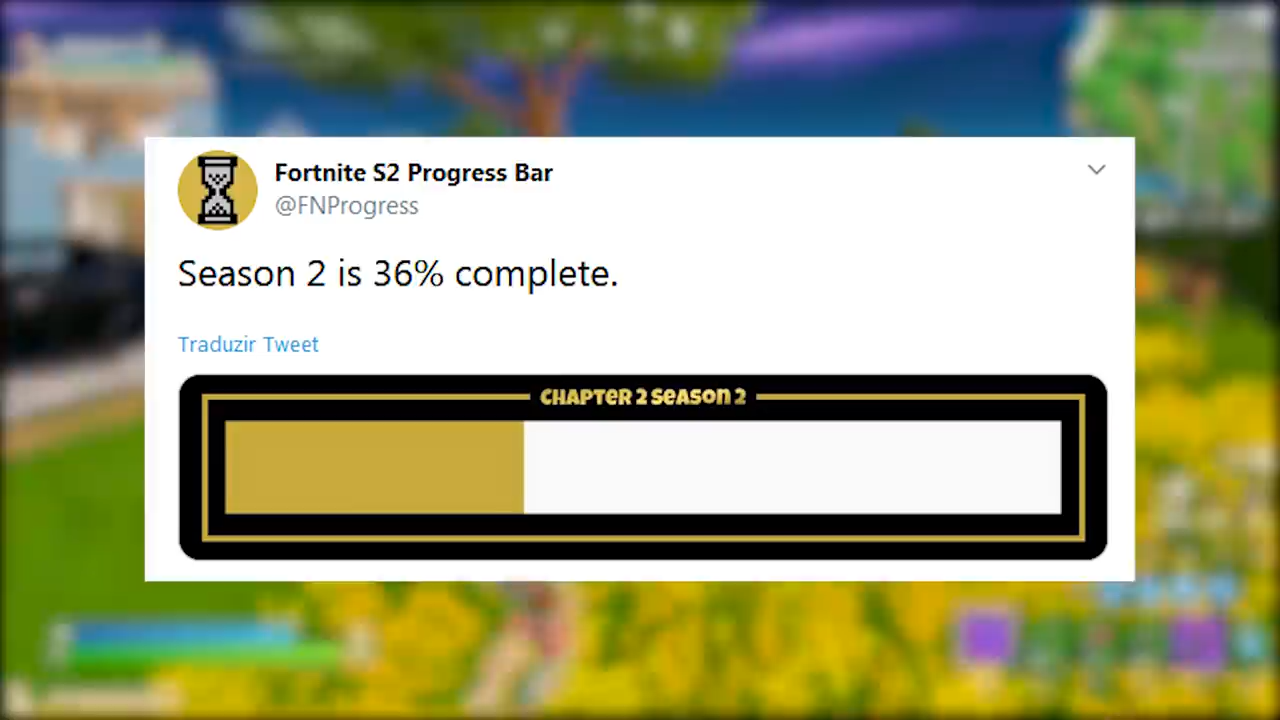 Fortnite S2 Progress Bar
@FNProgress
Season 2 is 36% complete.
Traduzir Tweet
CHAPTER 2 SEASON 2